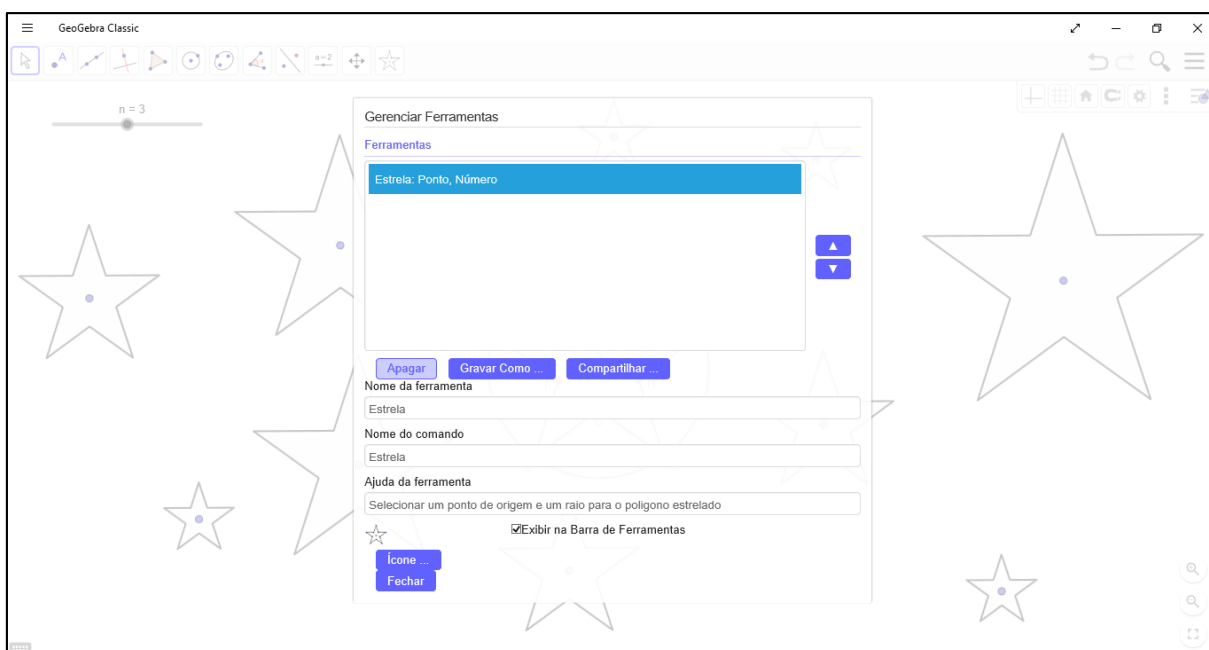 GeoGebra Classic
A
a=2
n = 3
Gerenciar Ferramentas
Ferramentas
Estrela: Ponto, Número
▲
▼
Apagar
Gravar Como ...
Compartilhar ...
Nome da ferramenta
Estrela
Nome do comando
Estrela
Ajuda da ferramenta
Selecionar um ponto de origem e um raio para o poligono estrelado
Exibir na Barra de Ferramentas
Ícone ...
Fechar